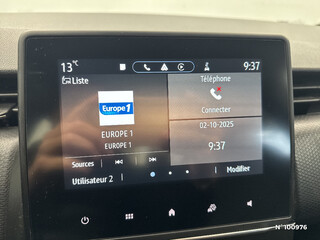 13°C
9:37
Liste
Téléphone
Europe 1
Connecter
EUROPE 1
EUROPE 1
02-10-2025
9:37
Sources
Utilisateur 2
Modifier
N°100976